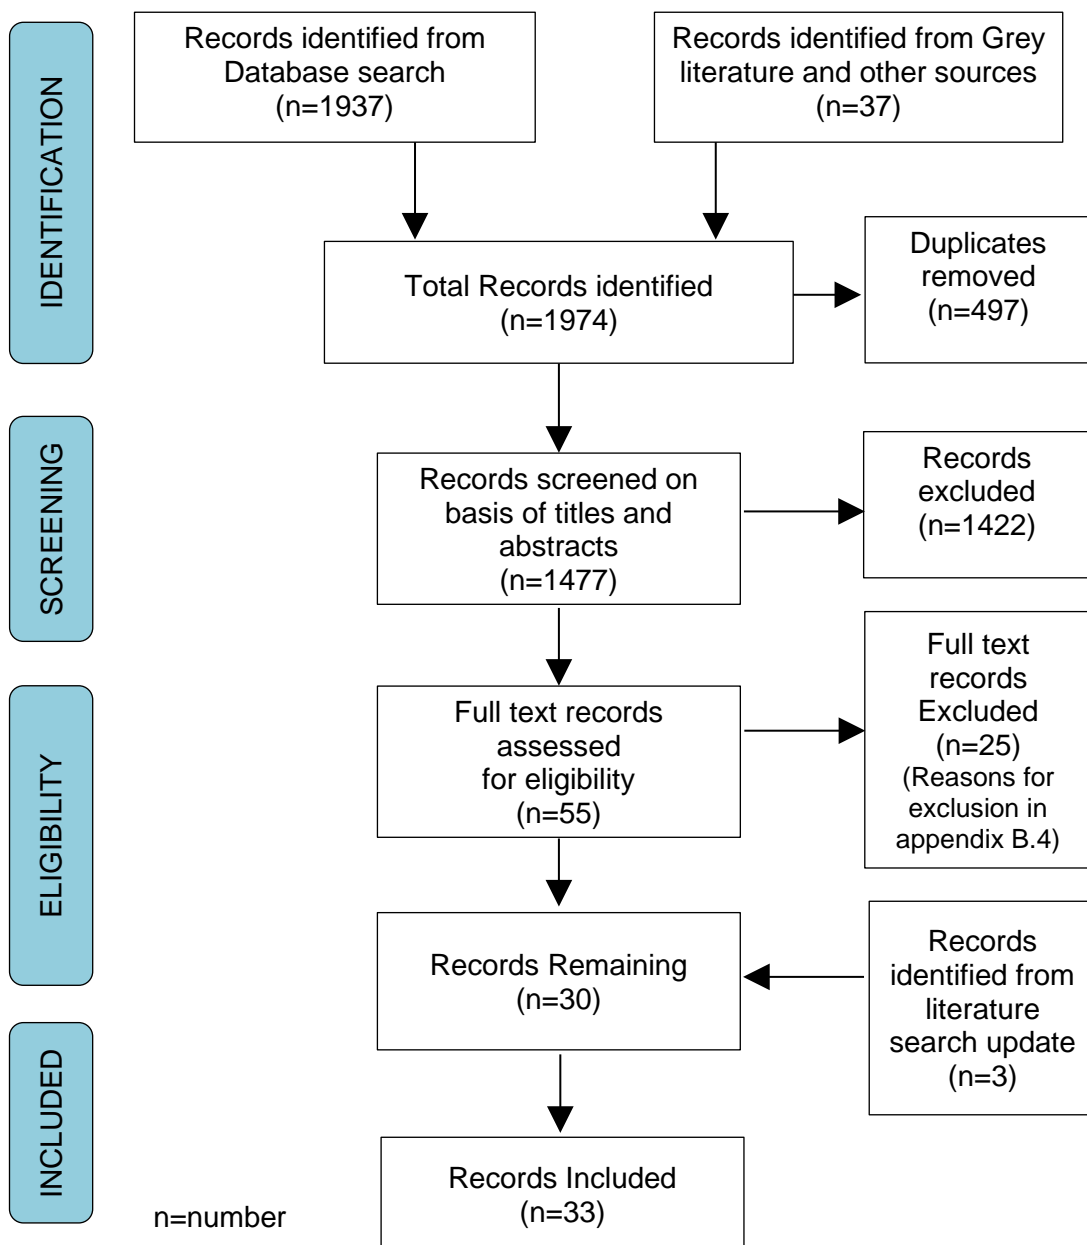 IDENTIFICATION
Records identified from
Database search
(n=1937)
Records identified from Grey
literature and other sources
(n=37)
Total Records identified
(n=1974)
Duplicates
removed
(n=497)
SCREENING
Records screened on
basis of titles and
abstracts
(n=1477)
Records
excluded
(n=1422)
ELIGIBILITY
Full text records
assessed
for eligibility
(n=55)
Full text
records
Excluded
(n=25)
(Reasons for
exclusion in
appendix B.4)
Records Remaining
(n=30)
Records
identified from
literature
search update
(n=3)
INCLUDED
Records Included
(n=33)
n=number